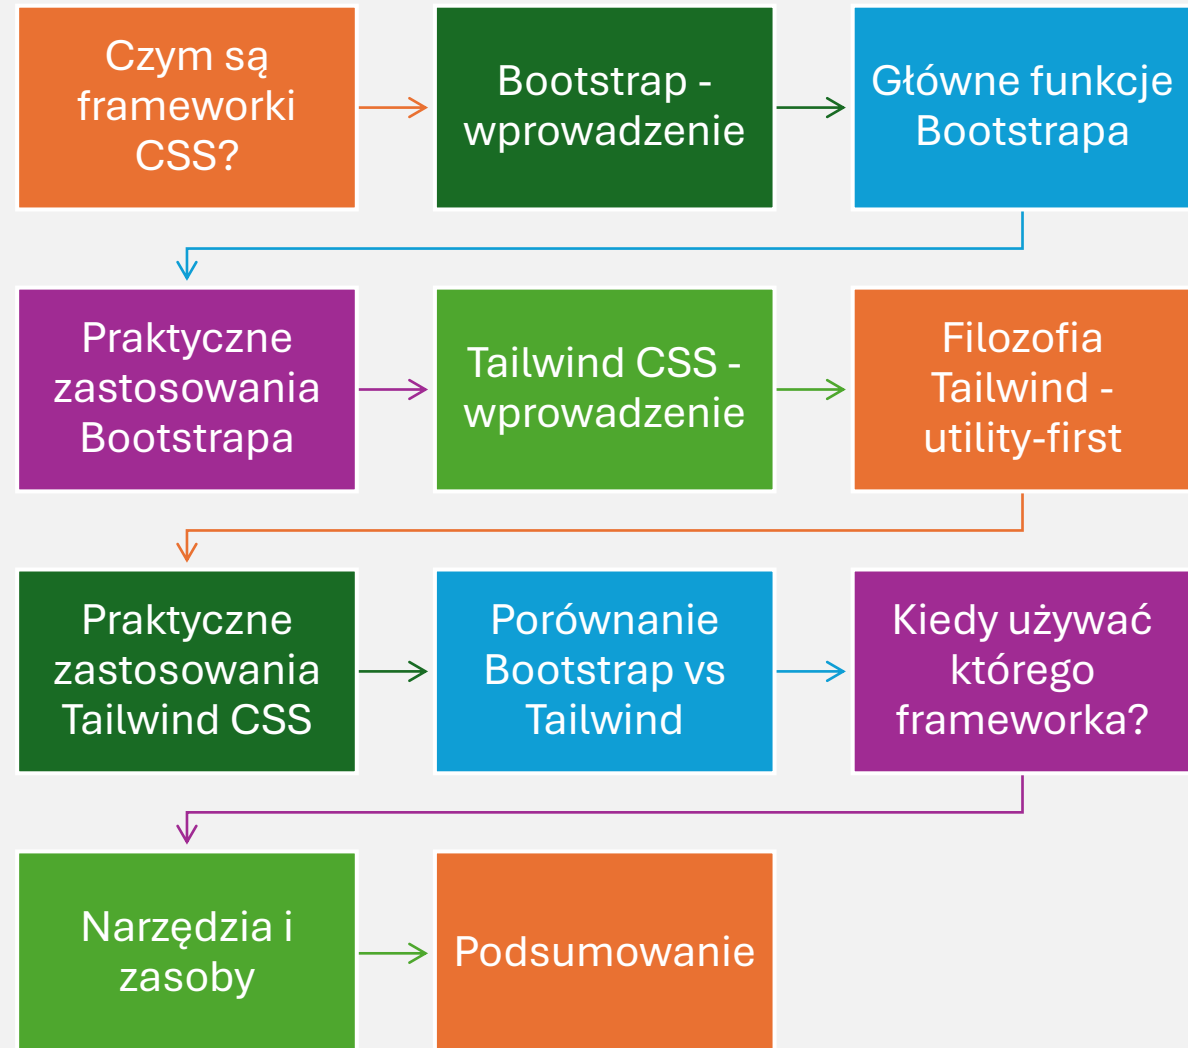 Czym są
frameworki
CSS?
Bootstrap -
wprowadzenie
Główne funkcje
Bootstrapa
Praktyczne
zastosowania
Bootstrapa
Tailwind CSS -
wprowadzenie
Filozofia
Tailwind -
utility-first
Praktyczne
zastosowania
Tailwind CSS
Porównanie
Bootstrap vs
Tailwind
Kiedy używać
którego
frameworka?
Narzędzia i
zasoby
Podsumowanie